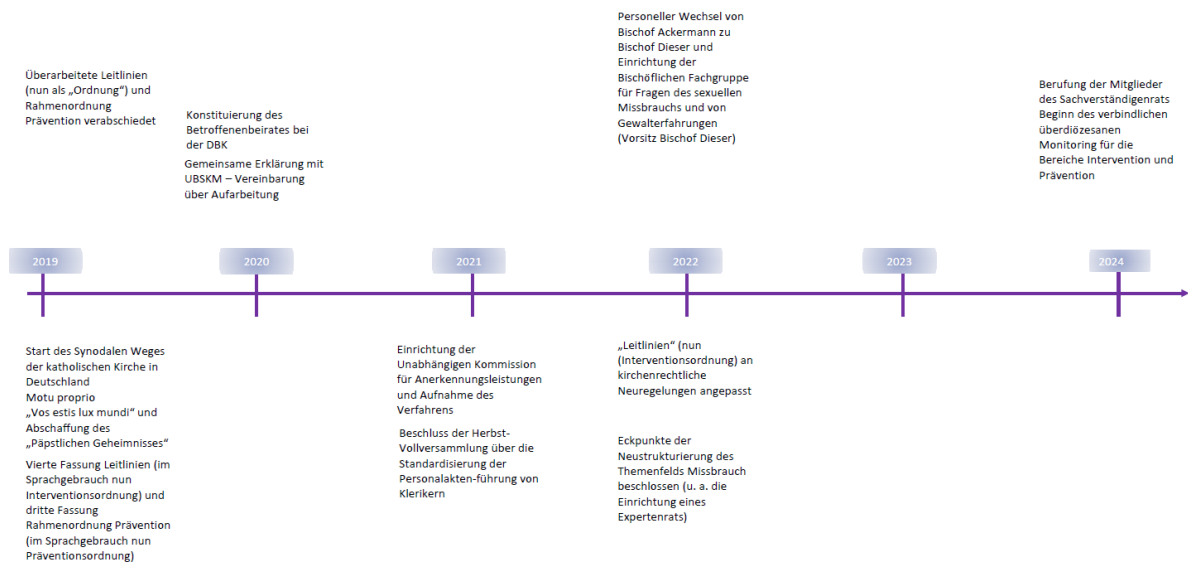 Überarbeitete Leitlinien
(nun als „Ordnung“) und
Rahmenordnung
Prävention verabschiedet
Konstituierung des
Betroffenenbeirates bei
der DBK
Gemeinsame Erklärung mit
UBSKM – Vereinbarung
über Aufarbeitung
Personeller Wechsel von
Bischof Ackermann zu
Bischof Dieser und
Einrichtung der
Bischöflichen Fachgruppe
für Fragen des sexuellen
Missbrauchs und von
Gewalterfahrungen
(Vorsitz Bischof Dieser)
Berufung der Mitglieder
des Sachverständigenrats
Beginn des verbindlichen
überdiözesanen
Monitoring für die
Bereiche Intervention und
Prävention
2019
2020
2021
2022
2023
2024
Start des Synodalen Weges
der katholischen Kirche in
Deutschland
Motu proprio
„Vos estis lux mundi“ und
Abschaffung des
„Päpstlichen Geheimnisses“
Vierte Fassung Leitlinien (im
Sprachgebrauch nun
Interventionsordnung) und
dritte Fassung
Rahmenordnung Prävention
(im Sprachgebrauch nun
Präventionsordnung)
Einrichtung der
Unabhängigen Kommission
für Anerkennungsleistungen
und Aufnahme des
Verfahrens
Beschluss der Herbst-
Vollversammlung über die
Standardisierung der
Personalakten-führung von
Klerikern
„Leitlinien“ (nun
(Interventionsordnung) an
kirchenrechtliche
Neuregelungen angepasst
Eckpunkte der
Neustrukturierung des
Themenfelds Missbrauch
beschlossen (u. a. die
Einrichtung eines
Expertenrats)